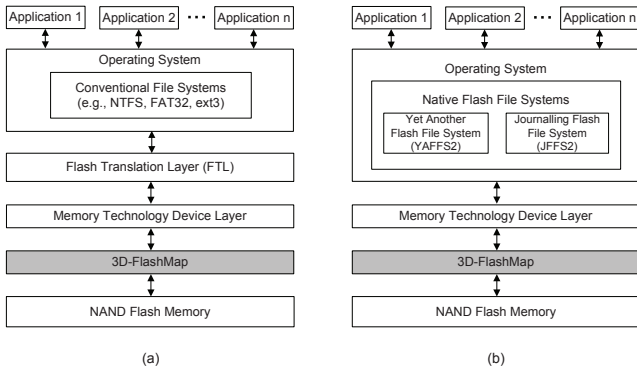 Application 1 Application 2 ··· Application n
Operating System
Conventional File Systems
(e.g., NTFS, FAT32, ext3)
Flash Translation Layer (FTL)
Memory Technology Device Layer
3D-FlashMap
NAND Flash Memory
(a)
Application 1 Application 2 ··· Application n
Operating System
Native Flash File Systems
Yet Another
Flash File System
(YAFFS2)
Journalling Flash
File System
(JFFS2)
Memory Technology Device Layer
3D-FlashMap
NAND Flash Memory
(b)